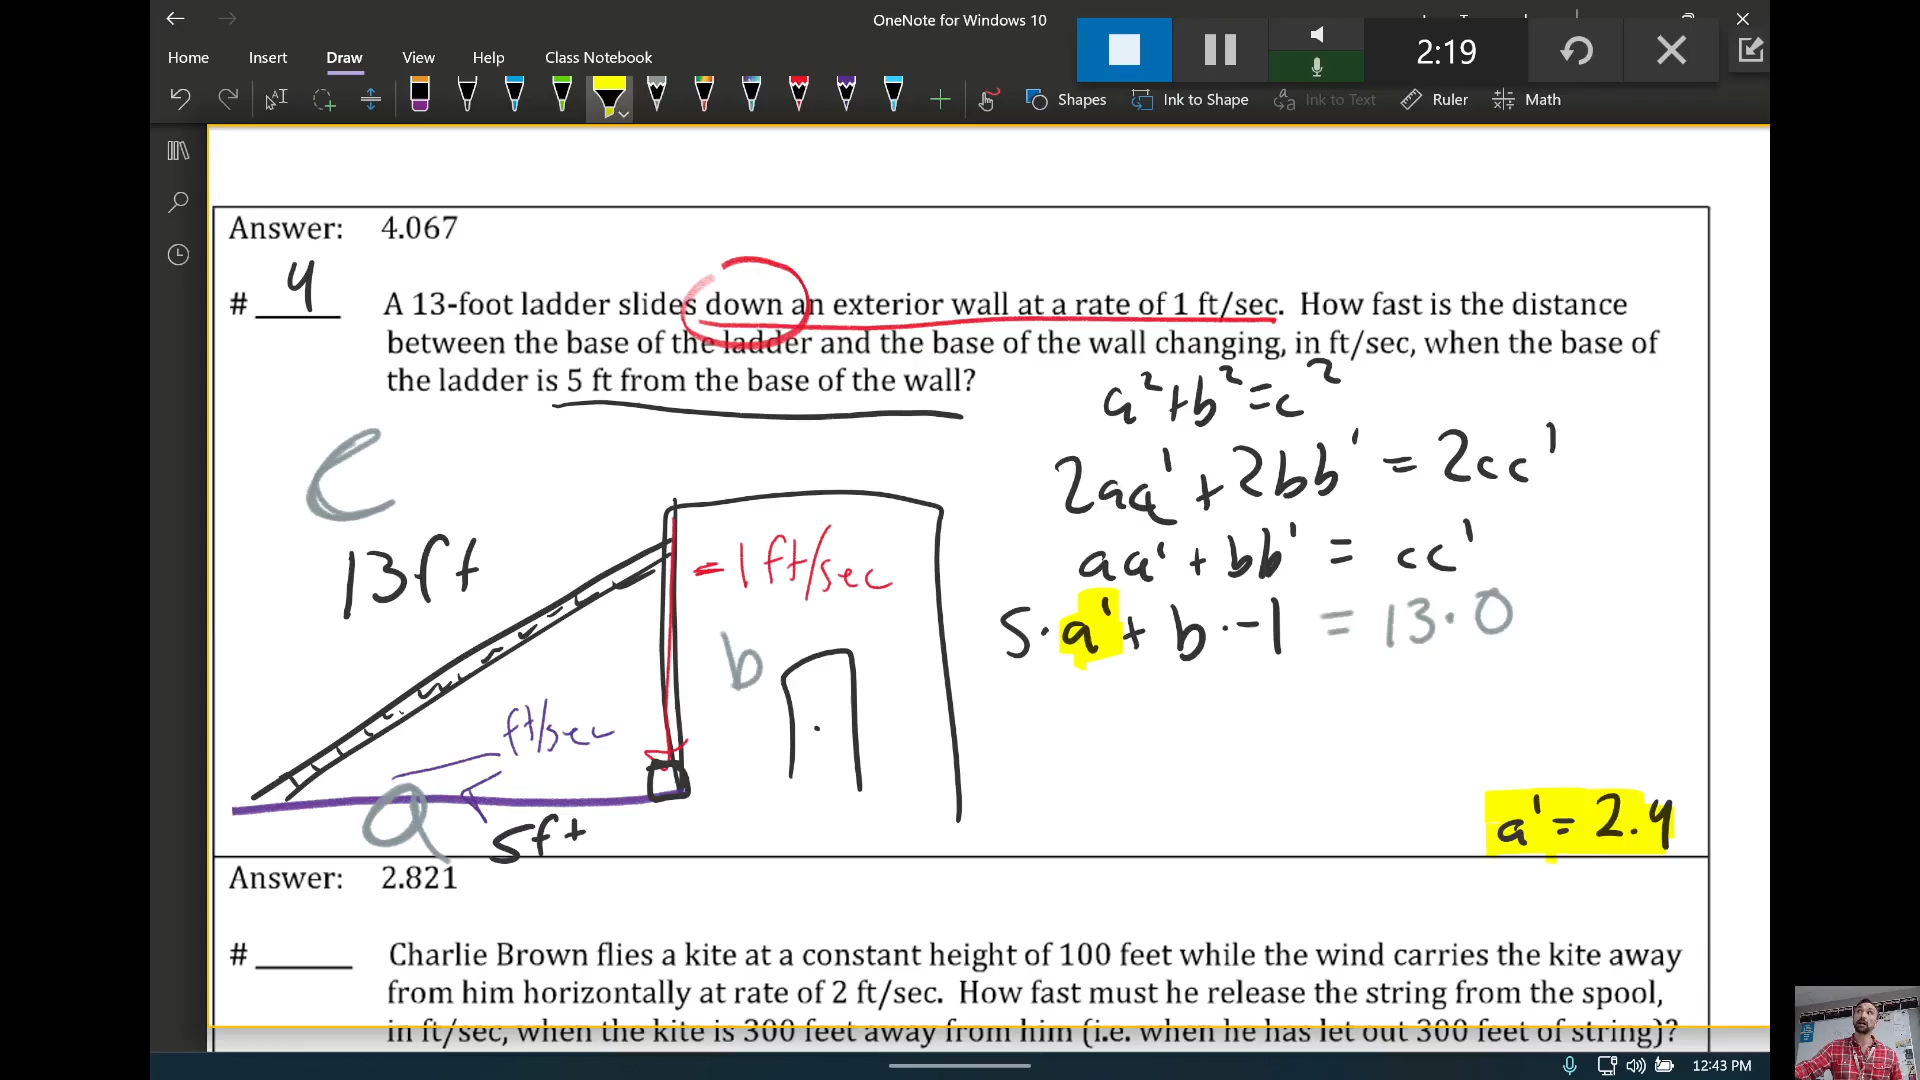 OneNote for Windows 10
2:19
Home Insert Draw View Help Class Notebook
Shapes Ink to Shape Ink to Text Ruler Math
Answer: 4.067
# 4 A 13-foot ladder slides down an exterior wall at a rate of 1 ft/sec. How fast is the distance
between the base of the ladder and the base of the wall changing, in ft/sec, when the base of
the ladder is 5 ft from the base of the wall?
a²+b²=c²
C
2aa' + 2bb' = 2cc'
13ft
= 1 ft/sec
aa' + bb' = cc'
b
5·a' + b·-1 = 13·0
ft/sec
a
5ft
a' = 2.4
Answer: 2.821
# Charlie Brown flies a kite at a constant height of 100 feet while the wind carries the kite away
from him horizontally at rate of 2 ft/sec. How fast must he release the string from the spool,
in ft/sec, when the kite is 300 feet away from him (i.e. when he has let out 300 feet of string)?
12:43 PM